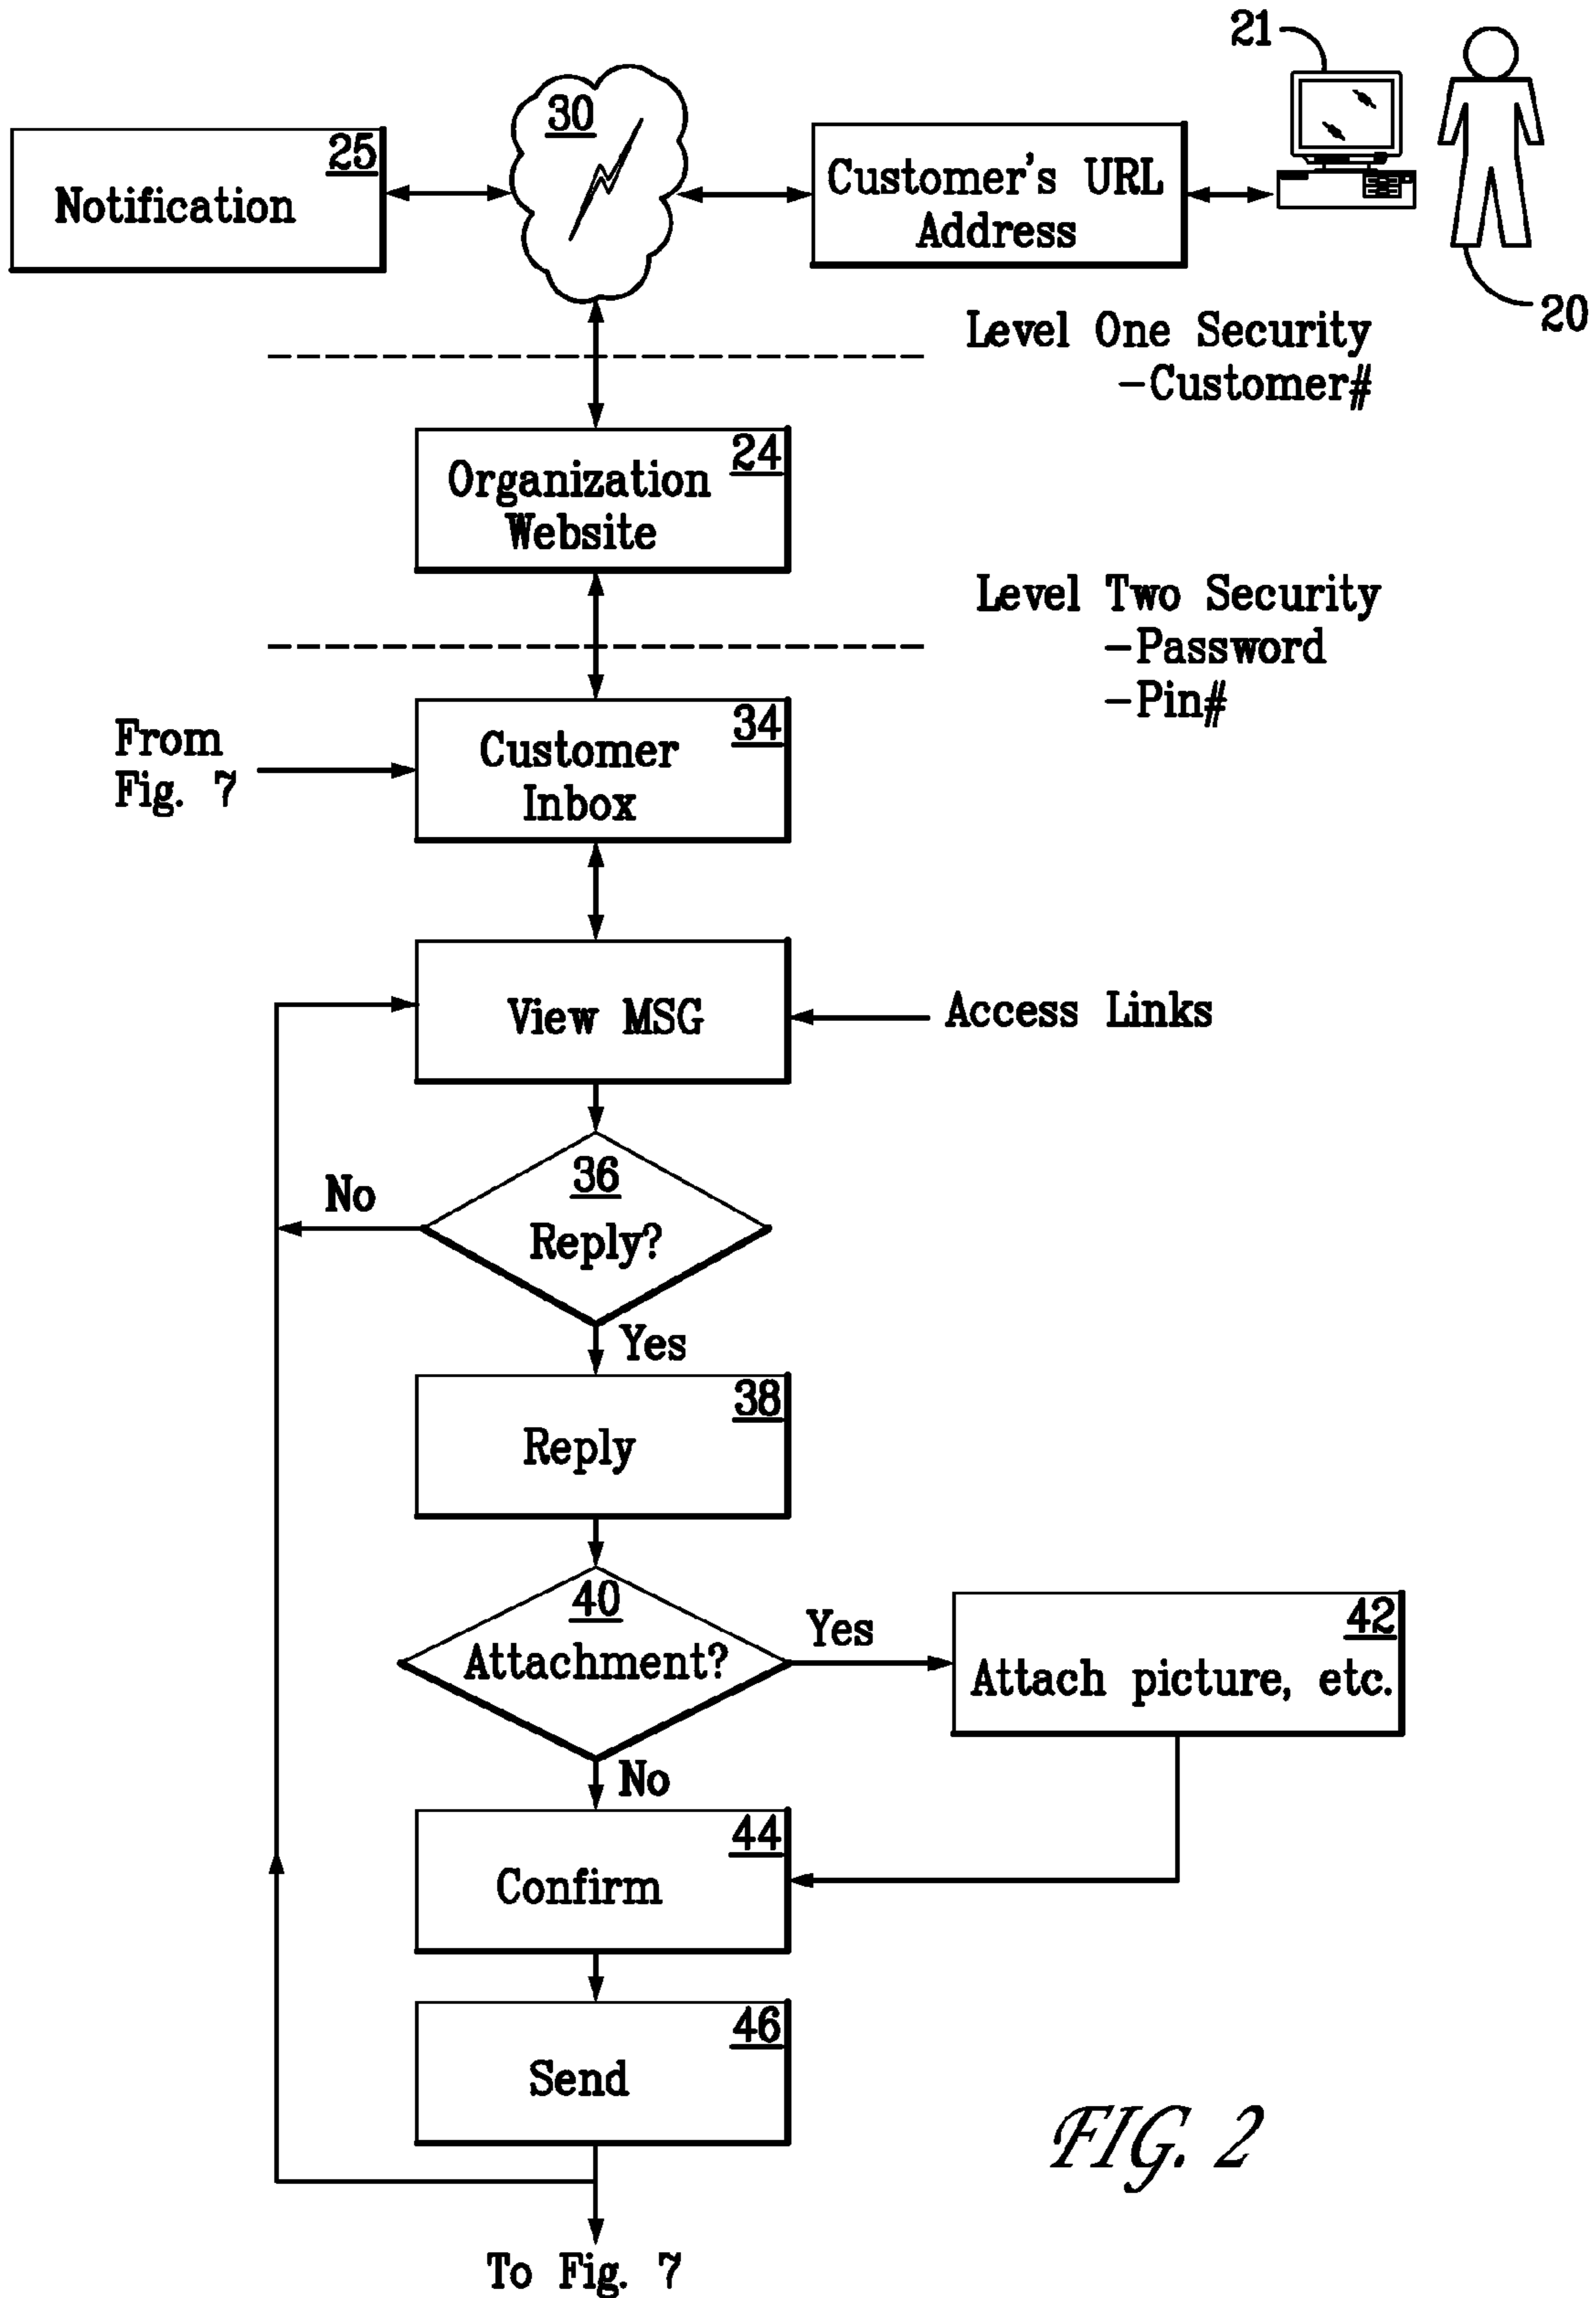 21
30
25
Notification
Customer's URL
Address
20
Level One Security
-Customer#
24
Organization
Website
Level Two Security
-Password
-Pin#
From
Fig. 7
34
Customer
Inbox
View MSG
Access Links
36
Reply?
No
Yes
38
Reply
40
Attachment?
Yes
42
Attach picture, etc.
No
44
Confirm
46
Send
FIG. 2
To Fig. 7